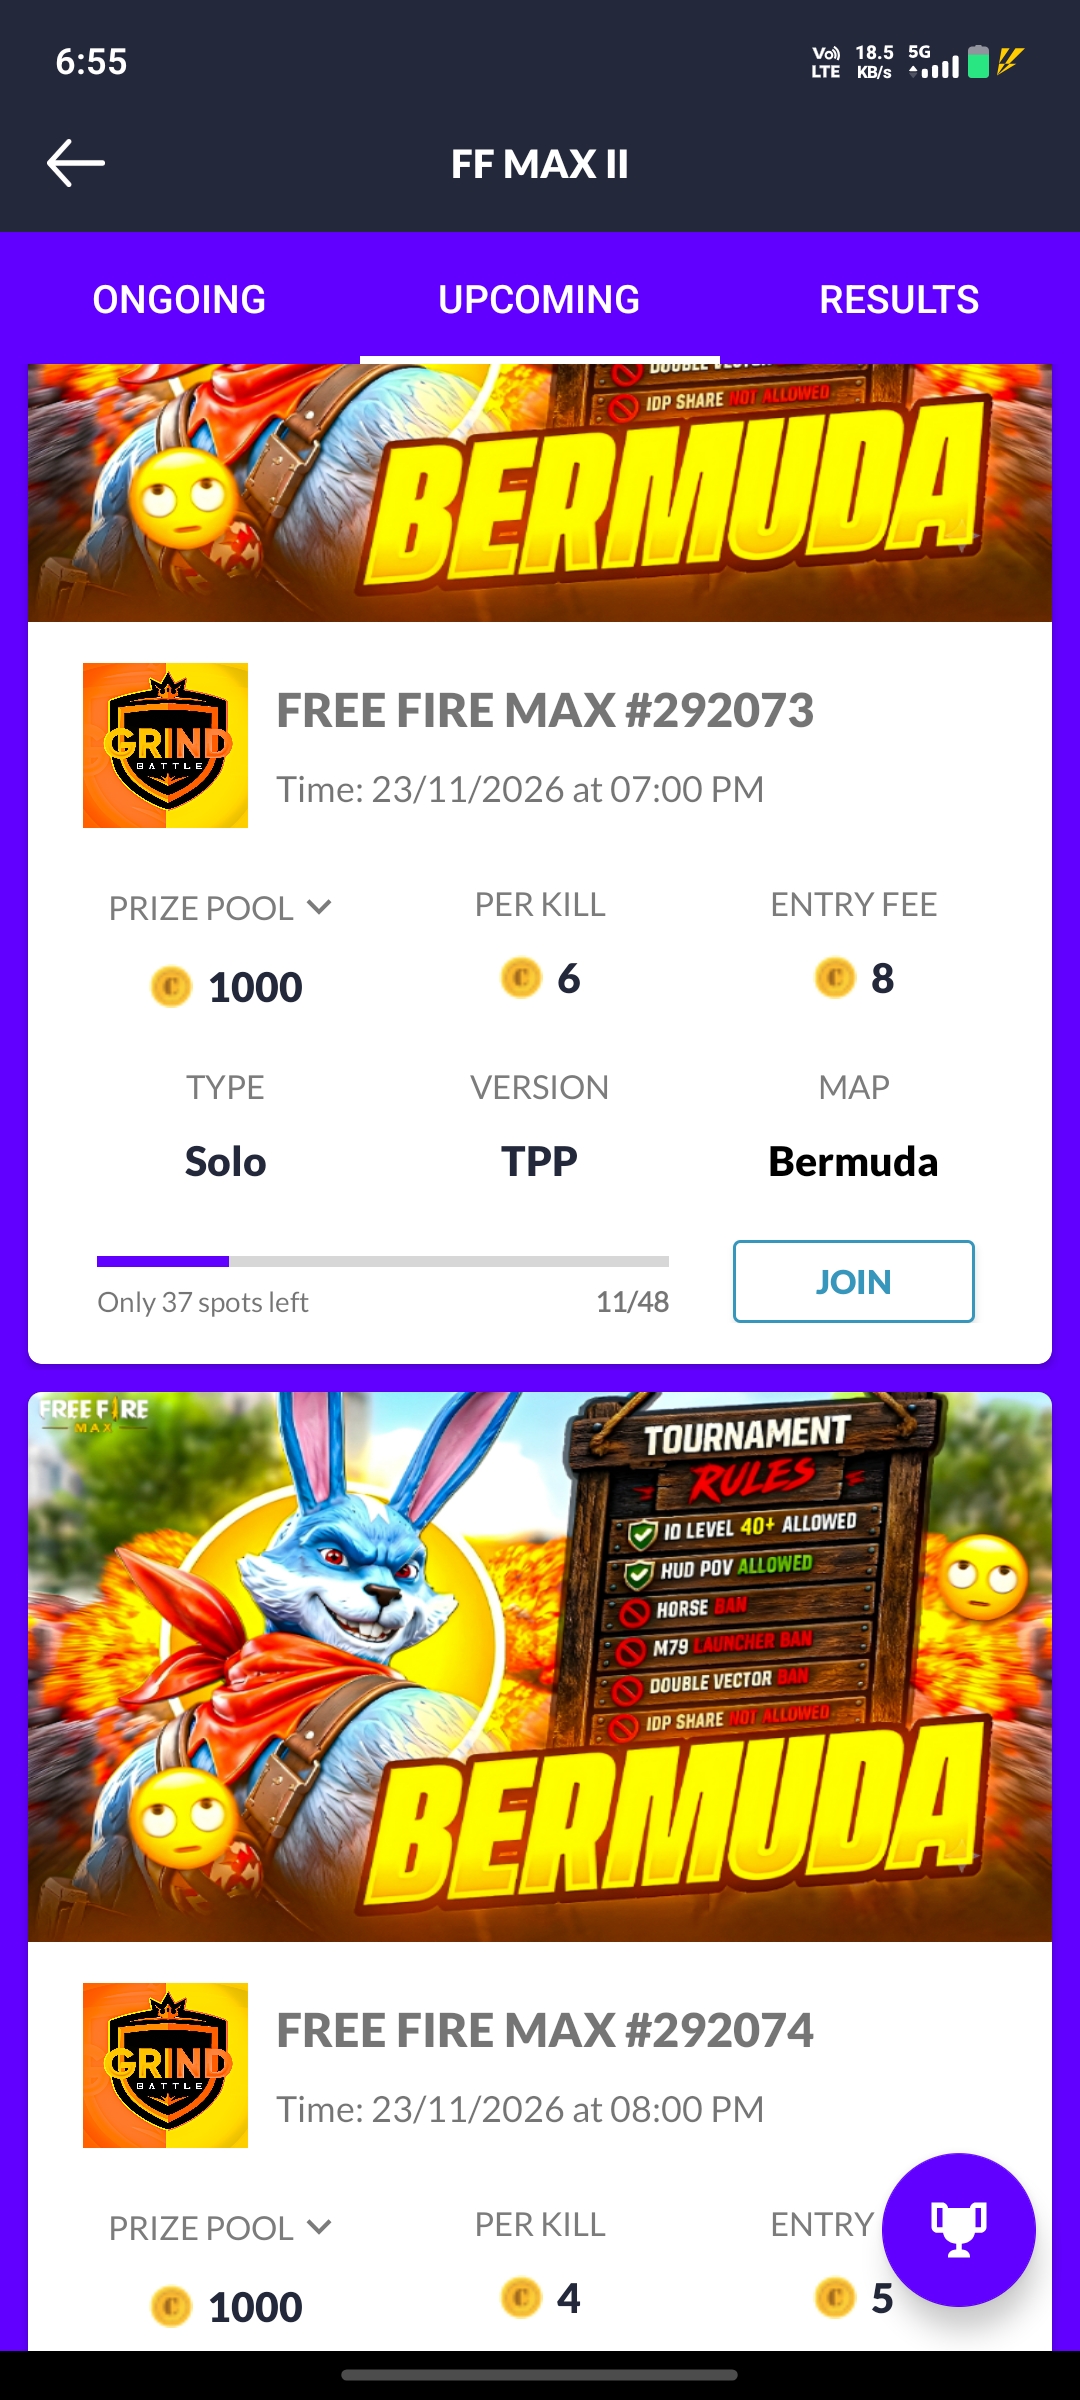 6:55
Vo) LTE 18.5 KB/s 5G
FF MAX II
ONGOING UPCOMING RESULTS
IDP SHARE NOT ALLOWED
BERMUDA
GRIND
BATTLE
FREE FIRE MAX #292073
Time: 23/11/2026 at 07:00 PM
PRIZE POOL PER KILL ENTRY FEE
1000 6 8
TYPE VERSION MAP
Solo TPP Bermuda
Only 37 spots left 11/48 JOIN
FREE FIRE
MAX
TOURNAMENT
RULES
ID LEVEL 40+ ALLOWED
HUD POV ALLOWED
HORSE BAN
M79 LAUNCHER BAN
DOUBLE VECTOR BAN
IDP SHARE NOT ALLOWED
BERMUDA
GRIND
BATTLE
FREE FIRE MAX #292074
Time: 23/11/2026 at 08:00 PM
PRIZE POOL PER KILL ENTRY
1000 4 5